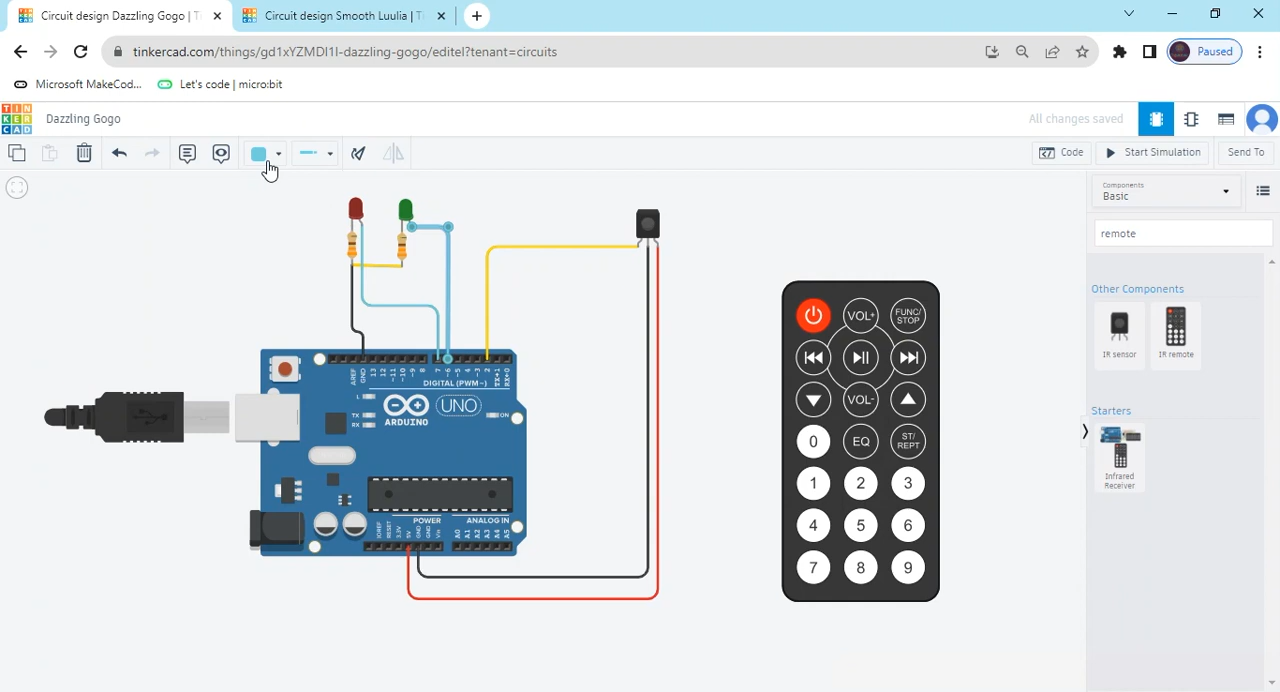 Circuit design Dazzling Gogo | T
Circuit design Smooth Luulia | T
tinkercad.com/things/gd1xYZMDl1I-dazzling-gogo/editel?tenant=circuits
Paused
Microsoft MakeCod...
Let's code | micro:bit
TINKERCAD
Dazzling Gogo
All changes saved
Code
Start Simulation
Send To
Components
Basic
remote
Other Components
IR sensor
IR remote
Starters
Infrared
Receiver
VOL+
FUNC/
STOP
VOL-
0
EQ
ST/
REPT
1
2
3
4
5
6
7
8
9
AREF
GND
13
12
~11
~10
~9
8
7
~6
~5
4
~3
2
TX→1
RX←0
DIGITAL (PWM~)
L
TX
RX
UNO
ON
ARDUINO
POWER
ANALOG IN
IOREF
RESET
3.3V
5V
GND
GND
Vin
A0
A1
A2
A3
A4
A5